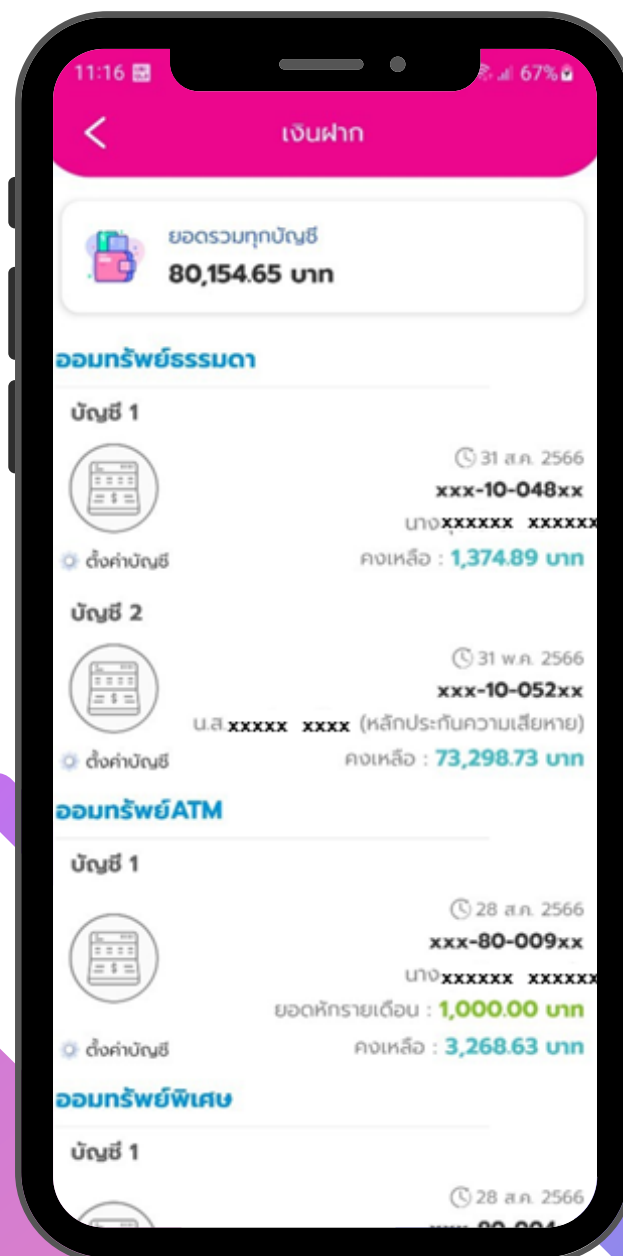 11:16
67%
เงินฝาก
ยอดรวมทุกบัญชี
80,154.65 บาท
ออมทรัพย์ธรรมดา
บัญชี 1
31 ส.ค. 2566
xxx-10-048xx
นางxxxxxx xxxxxx
ตั้งค่าบัญชี
คงเหลือ : 1,374.89 บาท
บัญชี 2
31 พ.ค. 2566
xxx-10-052xx
น.ส.xxxxx xxxx (หลักประกันความเสียหาย)
ตั้งค่าบัญชี
คงเหลือ : 73,298.73 บาท
ออมทรัพย์ATM
บัญชี 1
28 ส.ค. 2566
xxx-80-009xx
นางxxxxxx xxxxxx
ยอดหักรายเดือน : 1,000.00 บาท
ตั้งค่าบัญชี
คงเหลือ : 3,268.63 บาท
ออมทรัพย์พิเศษ
บัญชี 1
28 ส.ค. 2566